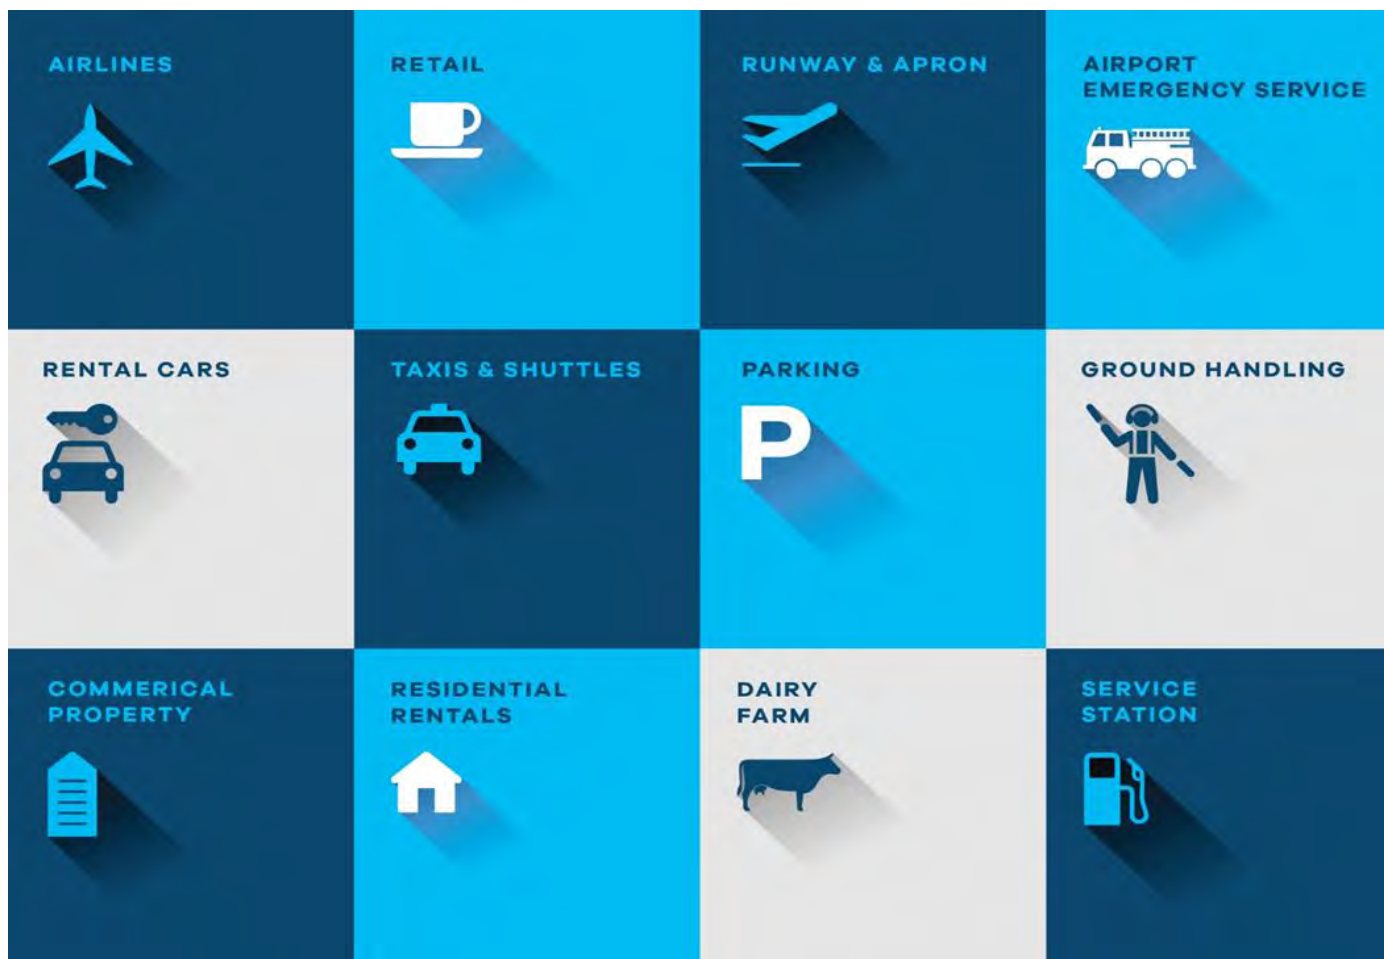 AIRLINES
RETAIL
RUNWAY & APRON
AIRPORT
EMERGENCY SERVICE
RENTAL CARS
TAXIS & SHUTTLES
PARKING
P
GROUND HANDLING
COMMERICAL
PROPERTY
RESIDENTIAL
RENTALS
DAIRY
FARM
SERVICE
STATION